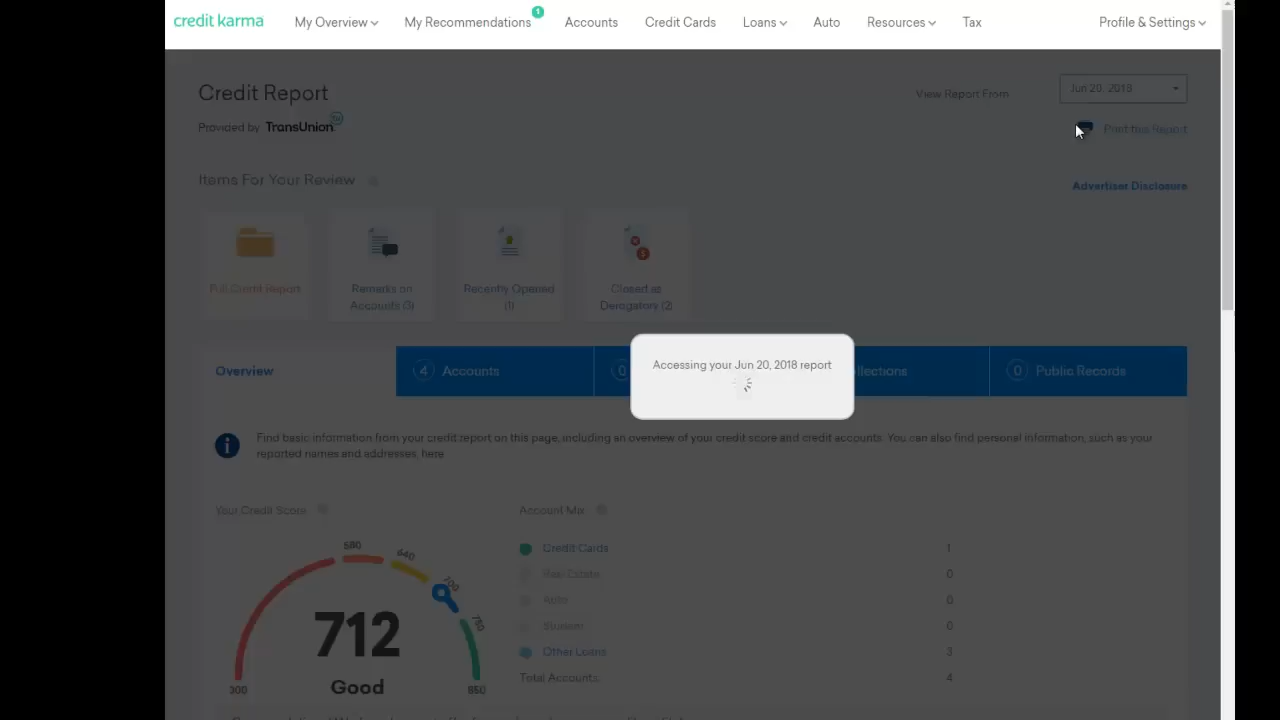 credit karma
My Overview
My Recommendations
1
Accounts
Credit Cards
Loans
Auto
Resources
Tax
Profile & Settings
Credit Report
View Report From
Jun 20, 2018
Provided by TransUnion
Print this Report
Items For Your Review
Advertiser Disclosure
Full Credit Report
Remarks on
Accounts (3)
Recently Opened
(1)
Closed as
Derogatory (2)
Accessing your Jun 20, 2018 report
Overview
4 Accounts
0
llections
0 Public Records
Find basic information from your credit report on this page, including an overview of your credit score and credit accounts. You can also find personal information, such as your
reported names and addresses, here
Your Credit Score
Account Mix
300
580
640
700
750
850
712
Good
Credit Cards 1
Real Estate 0
Auto 0
Student 0
Other Loans 3
Total Accounts 4